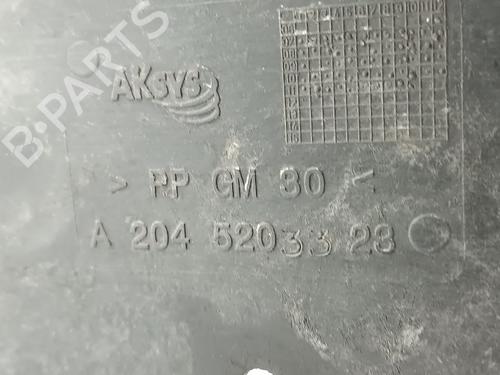 AKSYS
> PP GM 30 <
A 204 520 33 23
B-PARTS